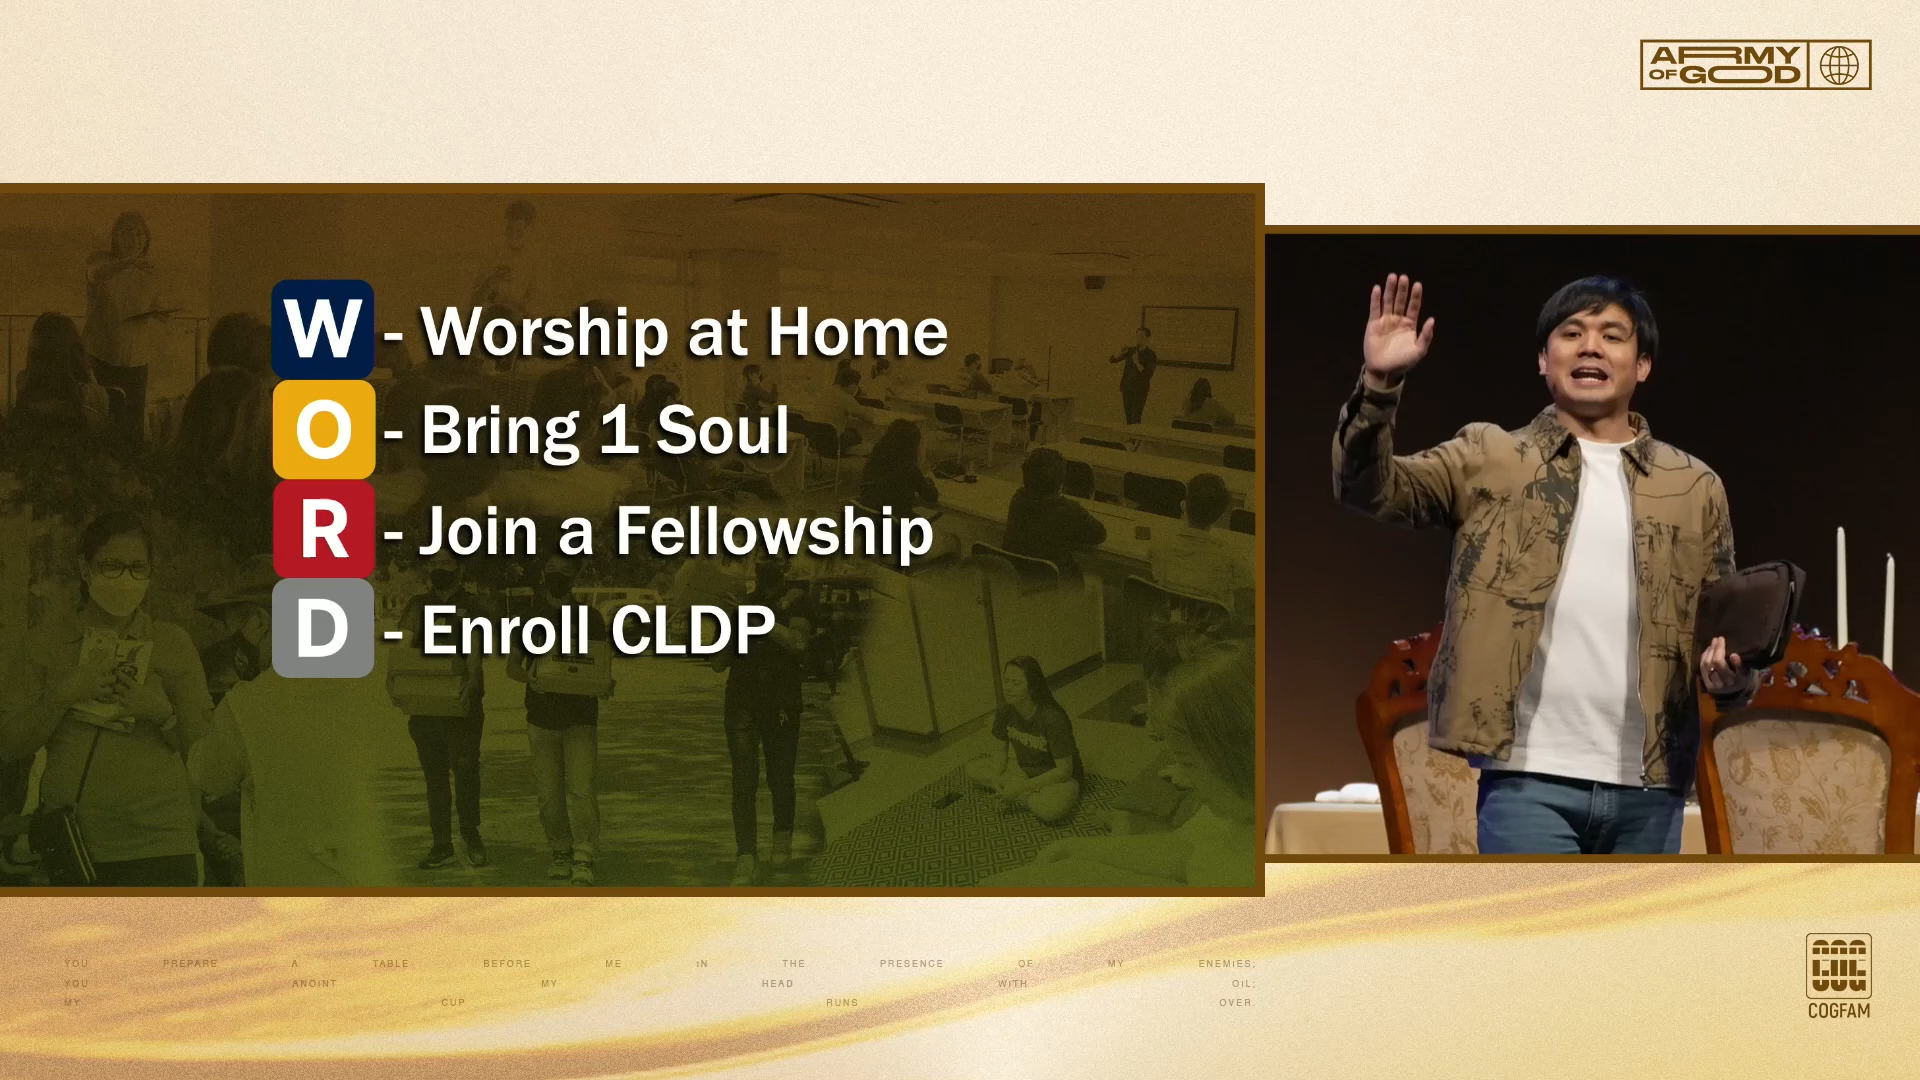 ARMY
OF GOOD
W - Worship at Home
O - Bring 1 Soul
R - Join a Fellowship
D - Enroll CLDP
YOU PREPARE A TABLE BEFORE ME IN THE PRESENCE OF MY ENEMIES;
YOU ANOINT MY HEAD WITH OIL;
MY CUP RUNS OVER.
COGFAM